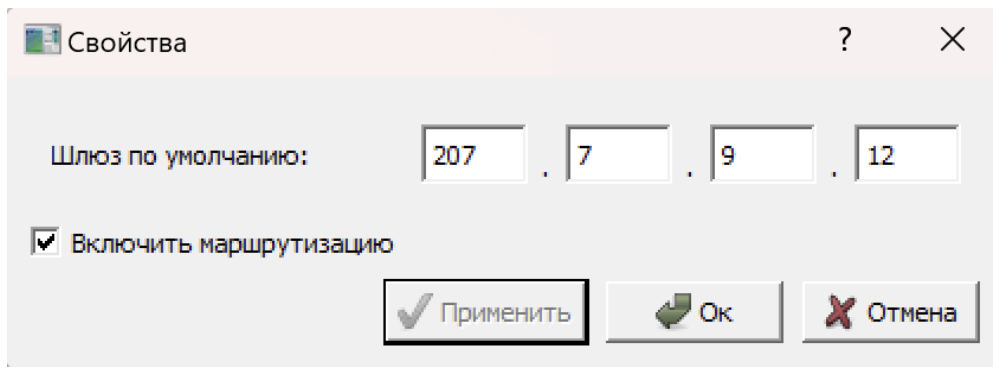 Свойства ?
Шлюз по умолчанию: 207 . 7 . 9 . 12
Включить маршрутизацию
Применить Ок Отмена